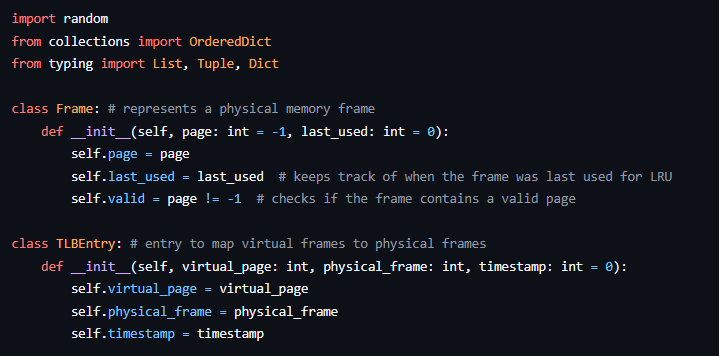 import random
from collections import OrderedDict
from typing import List, Tuple, Dict

class Frame: # represents a physical memory frame
    def __init__(self, page: int = -1, last_used: int = 0):
        self.page = page
        self.last_used = last_used  # keeps track of when the frame was last used for LRU
        self.valid = page != -1  # checks if the frame contains a valid page

class TLBEntry: # entry to map virtual frames to physical frames
    def __init__(self, virtual_page: int, physical_frame: int, timestamp: int = 0):
        self.virtual_page = virtual_page
        self.physical_frame = physical_frame
        self.timestamp = timestamp